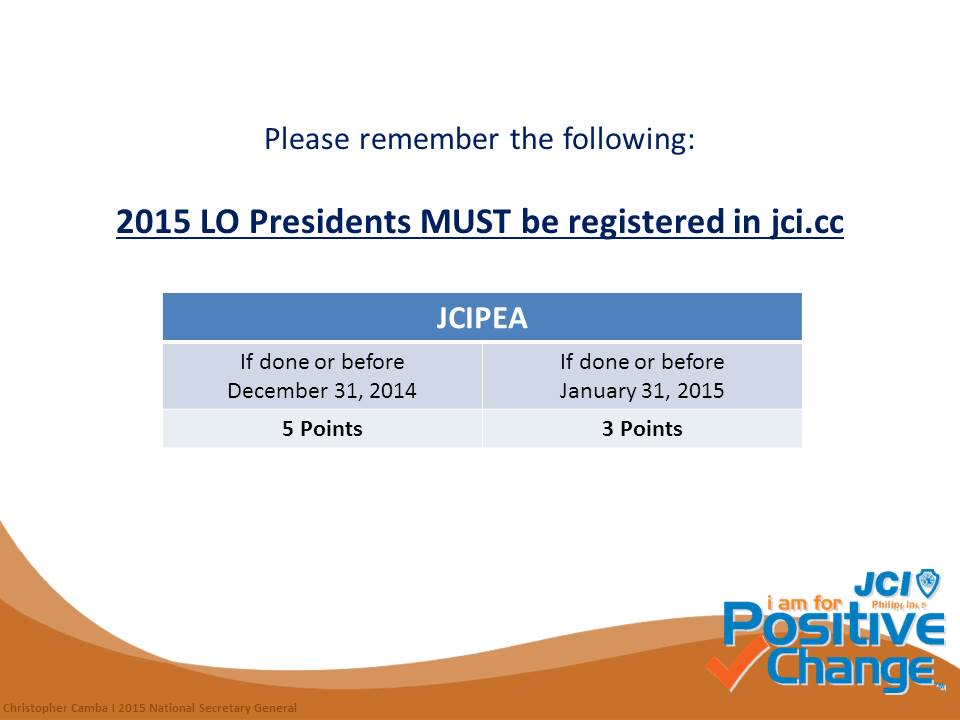 Please remember the following:
2015 LO Presidents MUST be registered in jci.cc
JCIPEA
If done or before
December 31, 2014
If done or before
January 31, 2015
5 Points
3 Points
JCI
Philippines
i am for
Positive
Change
TM
Christopher Camba I 2015 National Secretary General